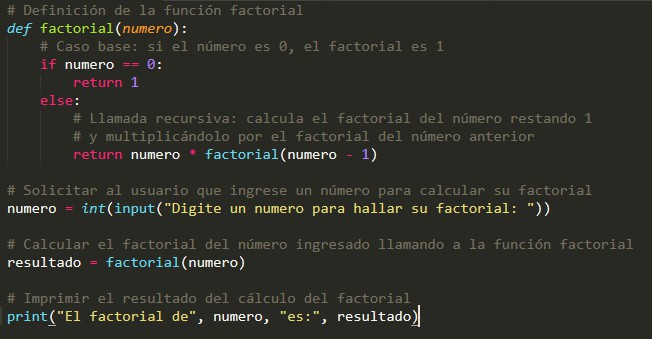 # Definición de la función factorial
def factorial(numero):
    # Caso base: si el número es 0, el factorial es 1
    if numero == 0:
        return 1
    else:
        # Llamada recursiva: calcula el factorial del número restando 1
        # y multiplicándolo por el factorial del número anterior
        return numero * factorial(numero - 1)

# Solicitar al usuario que ingrese un número para calcular su factorial
numero = int(input("Digite un numero para hallar su factorial: "))

# Calcular el factorial del número ingresado llamando a la función factorial
resultado = factorial(numero)

# Imprimir el resultado del cálculo del factorial
print("El factorial de", numero, "es:", resultado)